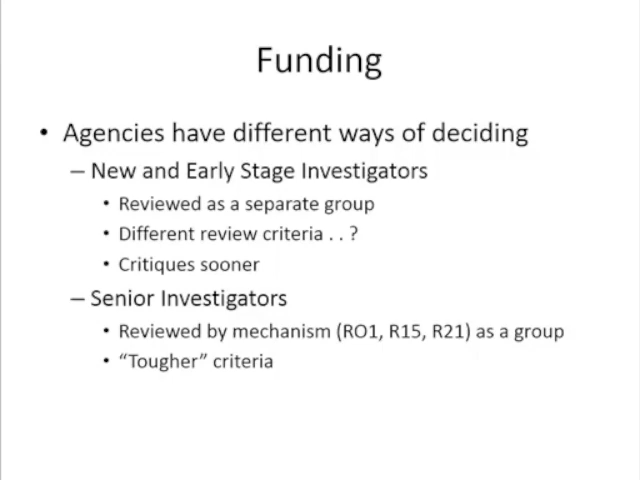 Funding
• Agencies have different ways of deciding
– New and Early Stage Investigators
• Reviewed as a separate group
• Different review criteria . . ?
• Critiques sooner
– Senior Investigators
• Reviewed by mechanism (RO1, R15, R21) as a group
• “Tougher” criteria